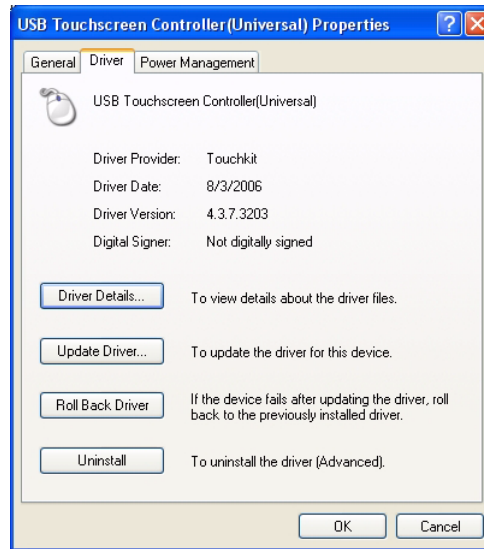 USB Touchscreen Controller(Universal) Properties
General Driver Power Management
USB Touchscreen Controller(Universal)
Driver Provider: Touchkit
Driver Date: 8/3/2006
Driver Version: 4.3.7.3203
Digital Signer: Not digitally signed
Driver Details... To view details about the driver files.
Update Driver... To update the driver for this device.
Roll Back Driver If the device fails after updating the driver, roll
back to the previously installed driver.
Uninstall To uninstall the driver (Advanced).
OK Cancel